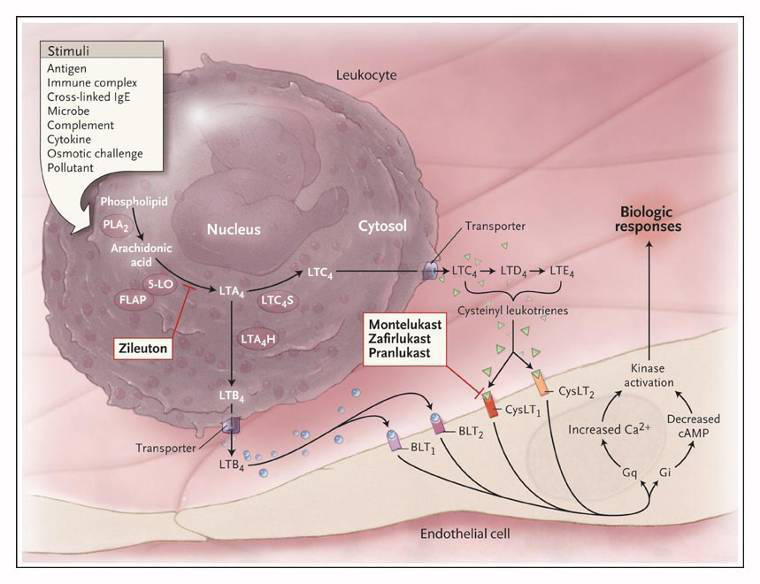 Stimuli
Antigen
Immune complex
Cross-linked IgE
Microbe
Complement
Cytokine
Osmotic challenge
Pollutant
Leukocyte
Phospholipid
PLA2
Arachidonic
acid
5-LO
FLAP
Zileuton
Nucleus
Cytosol
LTA4
LTC4
LTC4S
LTA4H
LTB4
Transporter
LTB4
Transporter
LTC4
LTD4
LTE4
Cysteinyl leukotrienes
Montelukast
Zafirlukast
Pranlukast
BLT1
BLT2
CysLT1
CysLT2
Biologic
responses
Kinase
activation
Increased Ca2+
Decreased
cAMP
Gq
Gi
Endothelial cell